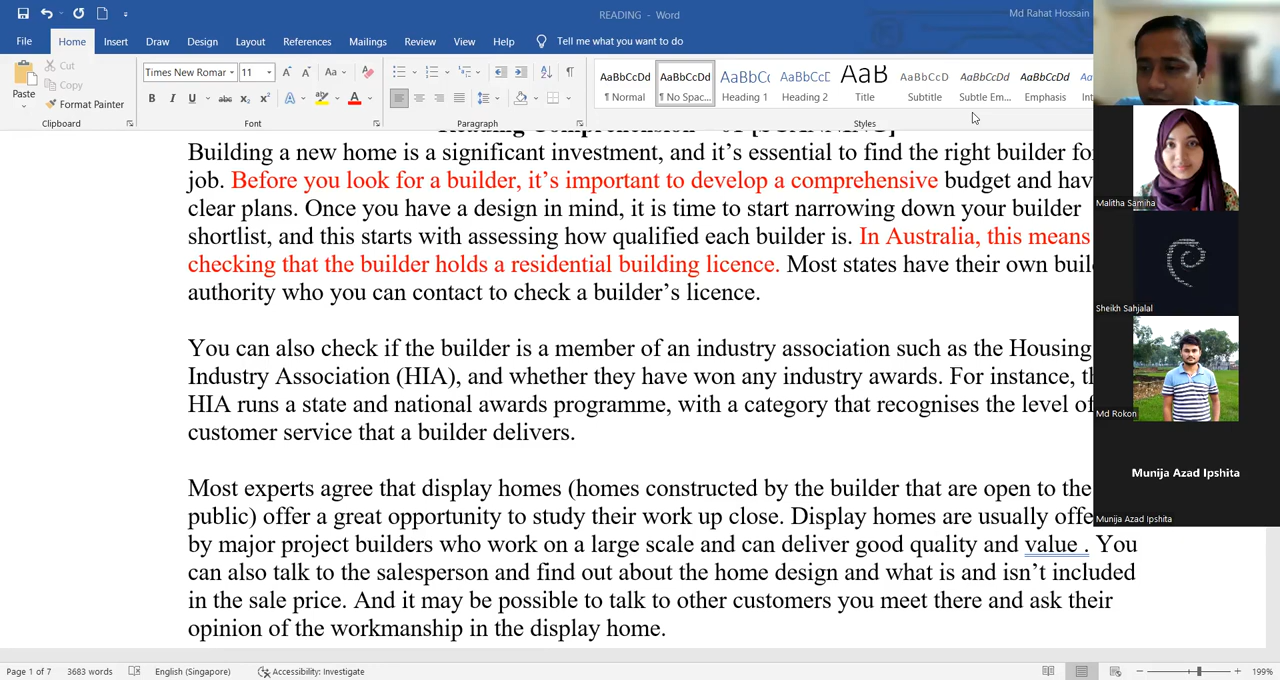 READING - Word
Md Rahat Hossain
File Home Insert Draw Design Layout References Mailings Review View Help Tell me what you want to do
Paste
Cut
Copy
Format Painter
Times New Romar 11
Clipboard
Font
Paragraph
AaBbCcDd AaBbCcDd AaBbCc AaBbCcD AaB AaBbCcD AaBbCcDd AaBbCcDd
¶ Normal ¶ No Spac... Heading 1 Heading 2 Title Subtitle Subtle Em... Emphasis
Styles
Building a new home is a significant investment, and it’s essential to find the right builder
job. Before you look for a builder, it’s important to develop a comprehensive budget and
clear plans. Once you have a design in mind, it is time to start narrowing down your builder
shortlist, and this starts with assessing how qualified each builder is. In Australia, this means
checking that the builder holds a residential building licence. Most states have their own
authority who you can contact to check a builder’s licence.
You can also check if the builder is a member of an industry association such as the Housing
Industry Association (HIA), and whether they have won any industry awards. For instance,
HIA runs a state and national awards programme, with a category that recognises the level of
customer service that a builder delivers.
Most experts agree that display homes (homes constructed by the builder that are open to the
public) offer a great opportunity to study their work up close. Display homes are usually
by major project builders who work on a large scale and can deliver good quality and value . You
can also talk to the salesperson and find out about the home design and what is and isn’t included
in the sale price. And it may be possible to talk to other customers you meet there and ask their
opinion of the workmanship in the display home.
Malitha Samiha
Sheikh Sahjalal
Md Rokon
Munija Azad Ipshita
Munija Azad Ipshita
Page 1 of 7 3683 words English (Singapore) Accessibility: Investigate 199%